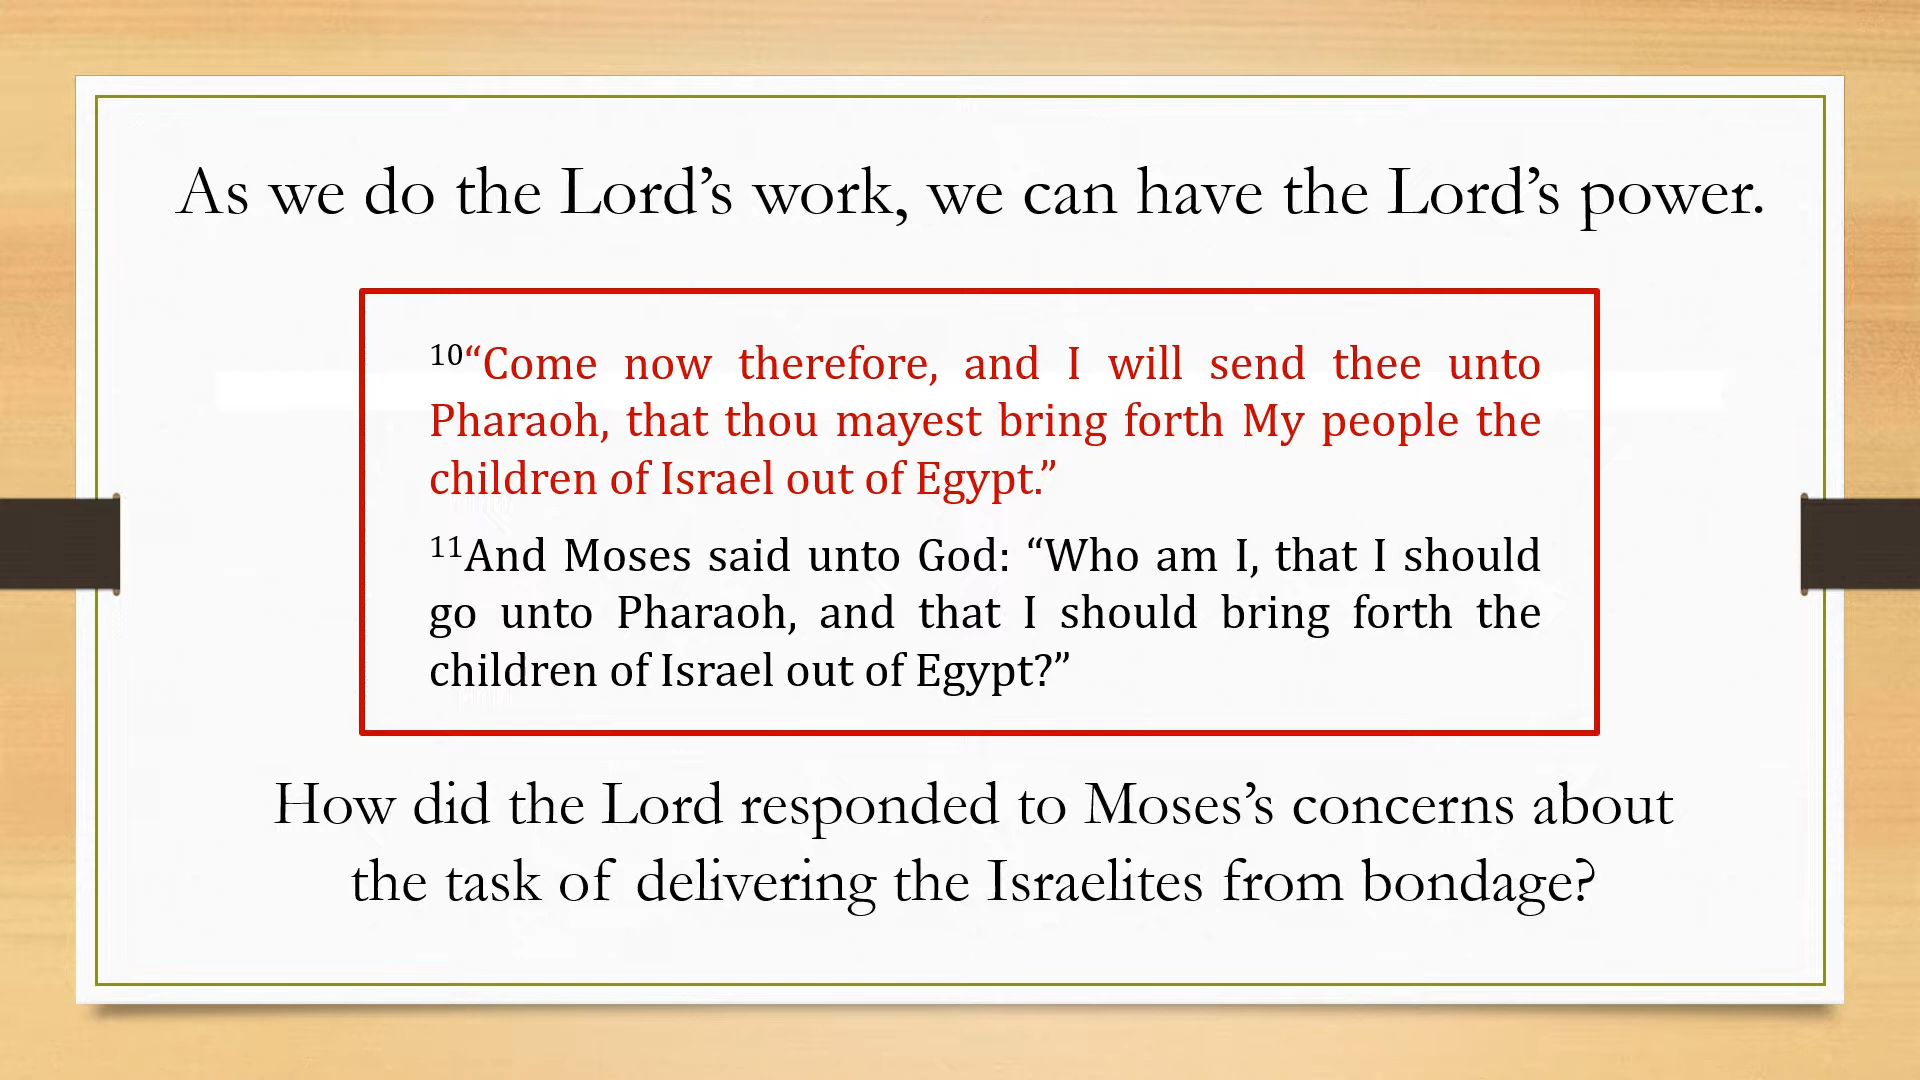 As we do the Lord’s work, we can have the Lord’s power.
10“Come now therefore, and I will send thee unto
Pharaoh, that thou mayest bring forth My people the
children of Israel out of Egypt.”
11And Moses said unto God: “Who am I, that I should
go unto Pharaoh, and that I should bring forth the
children of Israel out of Egypt?”
How did the Lord responded to Moses’s concerns about
the task of delivering the Israelites from bondage?